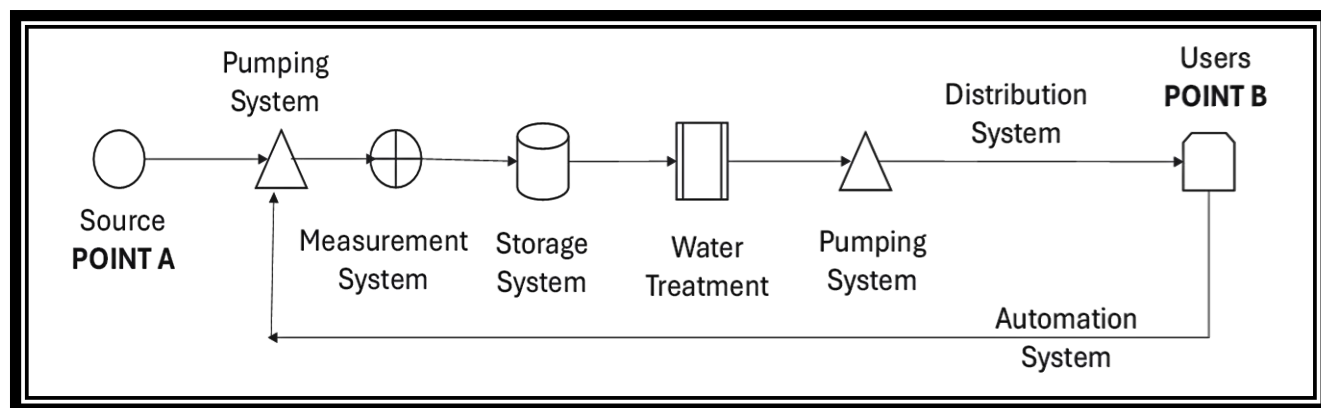 Pumping
System
Users
POINT B
Distribution
System
Source
POINT A
Measurement
System
Storage
System
Water
Treatment
Pumping
System
Automation
System